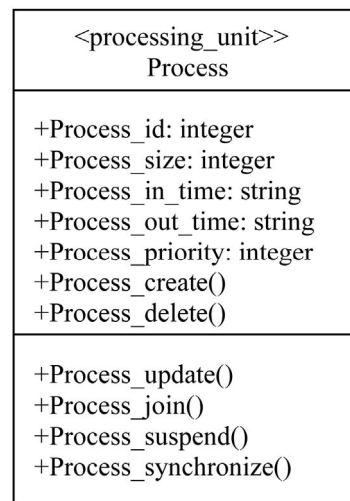 <processing_unit>>
Process
+Process_id: integer
+Process_size: integer
+Process_in_time: string
+Process_out_time: string
+Process_priority: integer
+Process_create()
+Process_delete()
+Process_update()
+Process_join()
+Process_suspend()
+Process_synchronize()